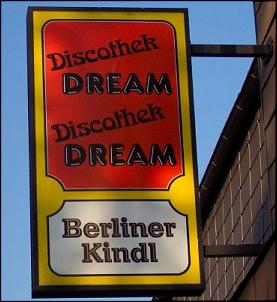 Discothek
DREAM
Discothek
DREAM
Berliner
Kindl